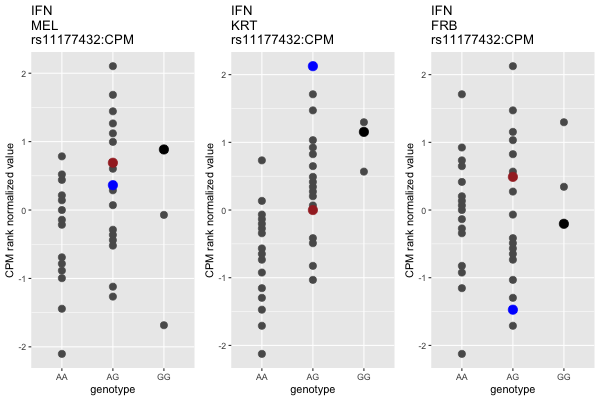 IFN
MEL
rs11177432:CPM
CPM rank normalized value
2
1
0
-1
-2
AA AG GG
genotype
IFN
KRT
rs11177432:CPM
CPM rank normalized value
2
1
0
-1
-2
AA AG GG
genotype
IFN
FRB
rs11177432:CPM
CPM rank normalized value
2
1
0
-1
-2
AA AG GG
genotype